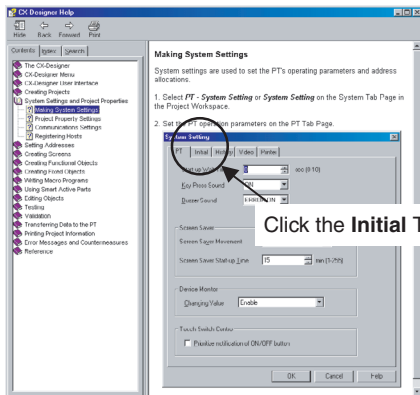 CX Designer Help
Hide Back Forward Print
Contents Index Search
The CX-Designer
CX-Designer Menu
CX-Designer User Interface
Creating Projects
System Settings and Project Properties
Making System Settings
Project Property Settings
Communications Settings
Registering Hosts
Setting Addresses
Creating Screens
Creating Functional Objects
Creating Fixed Objects
Writing Macro Programs
Using Smart Active Parts
Editing Objects
Testing
Validation
Transferring Data to the PT
Printing Project Information
Error Messages and Countermeasures
Reference
Making System Settings
System settings are used to set the PT's operating parameters and address
allocations.
1. Select PT - System Setting or System Setting on the System Tab Page in
the Project Workspace.
2. Set the PT operation parameters on the PT Tab Page.
System Setting
PT Initial History Video Printer
Start-up Wait sec (0-10)
Key Press Sound ON
Buzzer Sound ERROR ON
Click the Initial T
Screen Saver
Screen Saver Movement
Screen Saver Start-up Time 15 min (1-255)
Device Monitor
Changing Value Enable
Touch Switch Control
Prioritize notification of ON/OFF button
OK Cancel Help